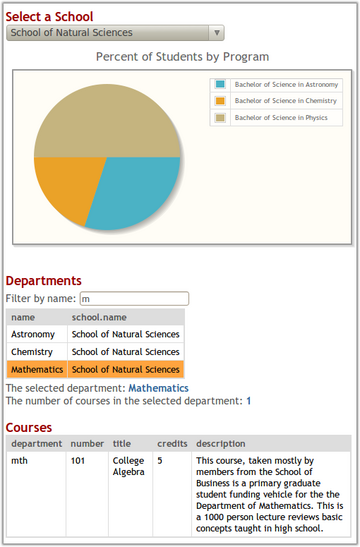 Select a School
School of Natural Sciences
Percent of Students by Program
Bachelor of Science in Astronomy
Bachelor of Science in Chemistry
Bachelor of Science in Physics
Departments
Filter by name: m
name school.name
Astronomy School of Natural Sciences
Chemistry School of Natural Sciences
Mathematics School of Natural Sciences
The selected department: Mathematics
The number of courses in the selected department: 1
Courses
department number title credits description
mth 101 College 5 This course, taken mostly by
Algebra members from the School of
Business is a primary graduate
student funding vehicle for the the
Department of Mathematics. This is
a 1000 person lecture reviews basic
concepts taught in high school.